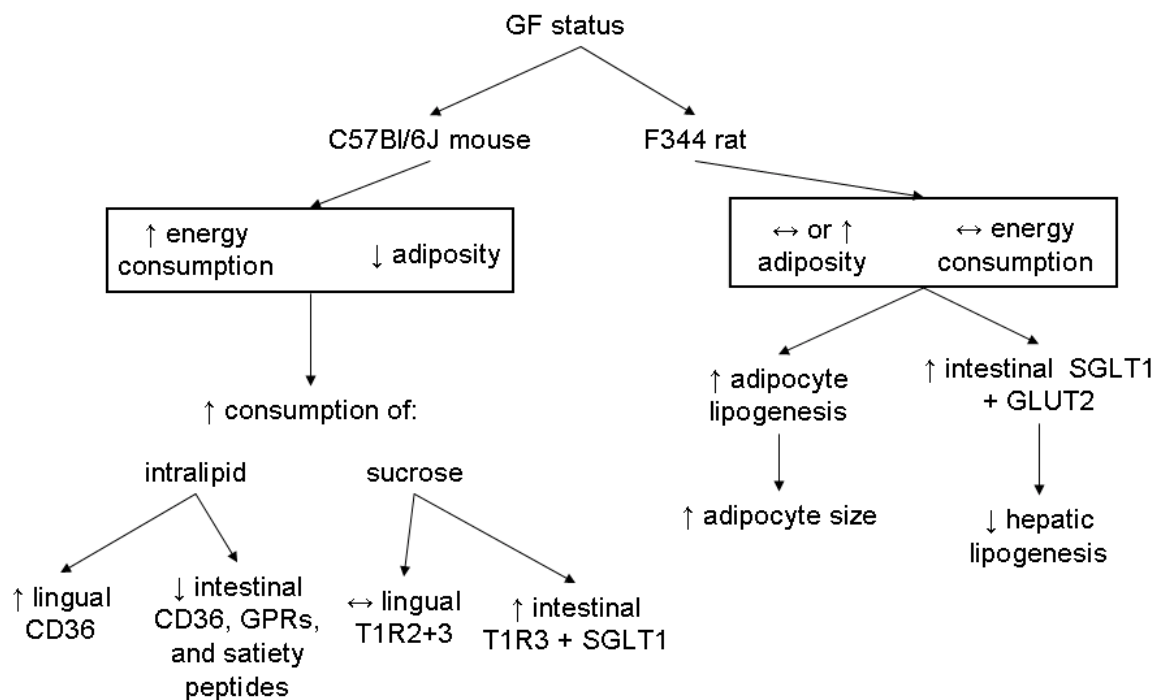 GF status
C57Bl/6J mouse
F344 rat
↑ energy
consumption
↓ adiposity
↔ or ↑
adiposity
↔ energy
consumption
↑ consumption of:
intralipid
sucrose
↑ lingual
CD36
↓ intestinal
CD36, GPRs,
and satiety
peptides
↔ lingual
T1R2+3
↑ intestinal
T1R3 + SGLT1
↑ adipocyte
lipogenesis
↑ adipocyte size
↑ intestinal SGLT1
+ GLUT2
↓ hepatic
lipogenesis